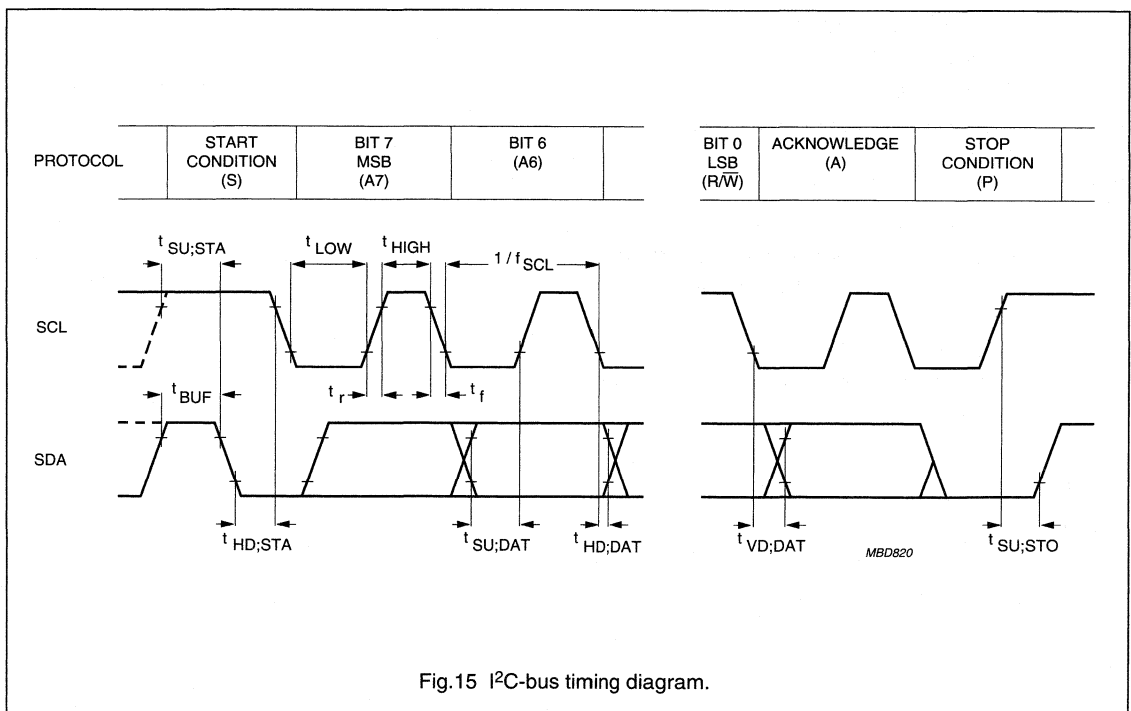 PROTOCOL
START
CONDITION
(S)
BIT 7
MSB
(A7)
BIT 6
(A6)
BIT 0
LSB
(R/W̅)
ACKNOWLEDGE
(A)
STOP
CONDITION
(P)
t SU;STA
t LOW
t HIGH
1 / f SCL
SCL
t BUF
t r
t f
SDA
t HD;STA
t SU;DAT
t HD;DAT
t VD;DAT
MBD820
t SU;STO
Fig.15 I²C-bus timing diagram.